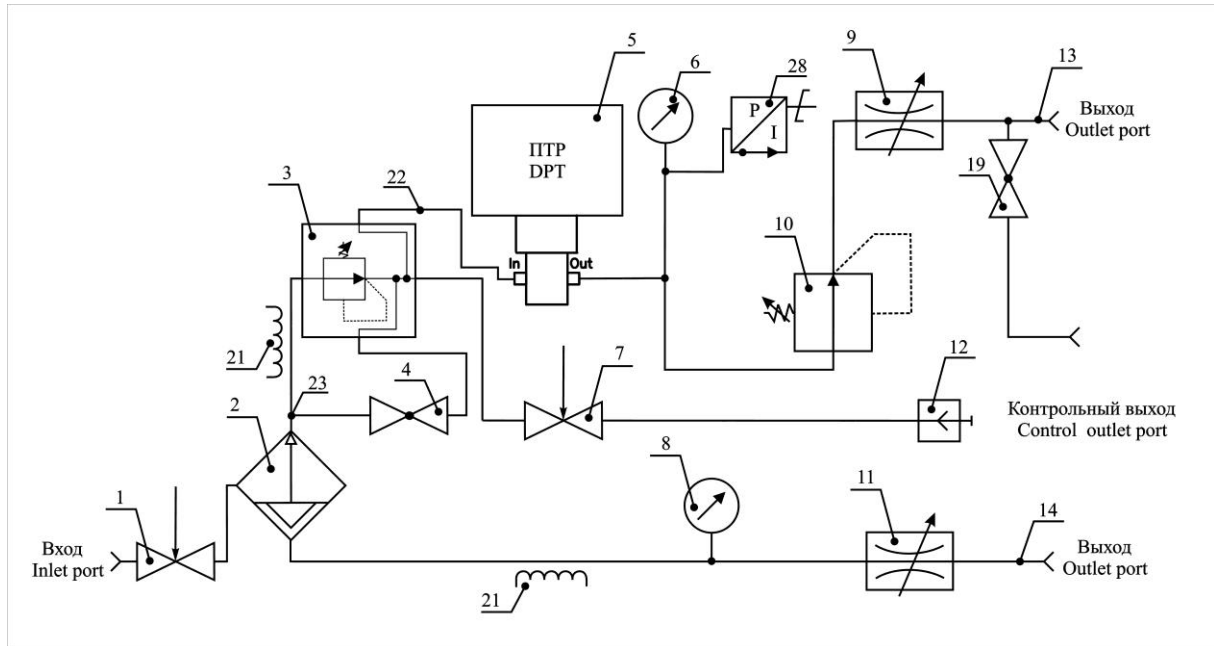 5
6
28
9
13
P
I
Выход
Outlet port
ПТР
DPT
3
22
19
10
In
Out
21
23
4
7
12
2
Контрольный выход
Control outlet port
8
1
11
14
Вход
Inlet port
Выход
Outlet port
21